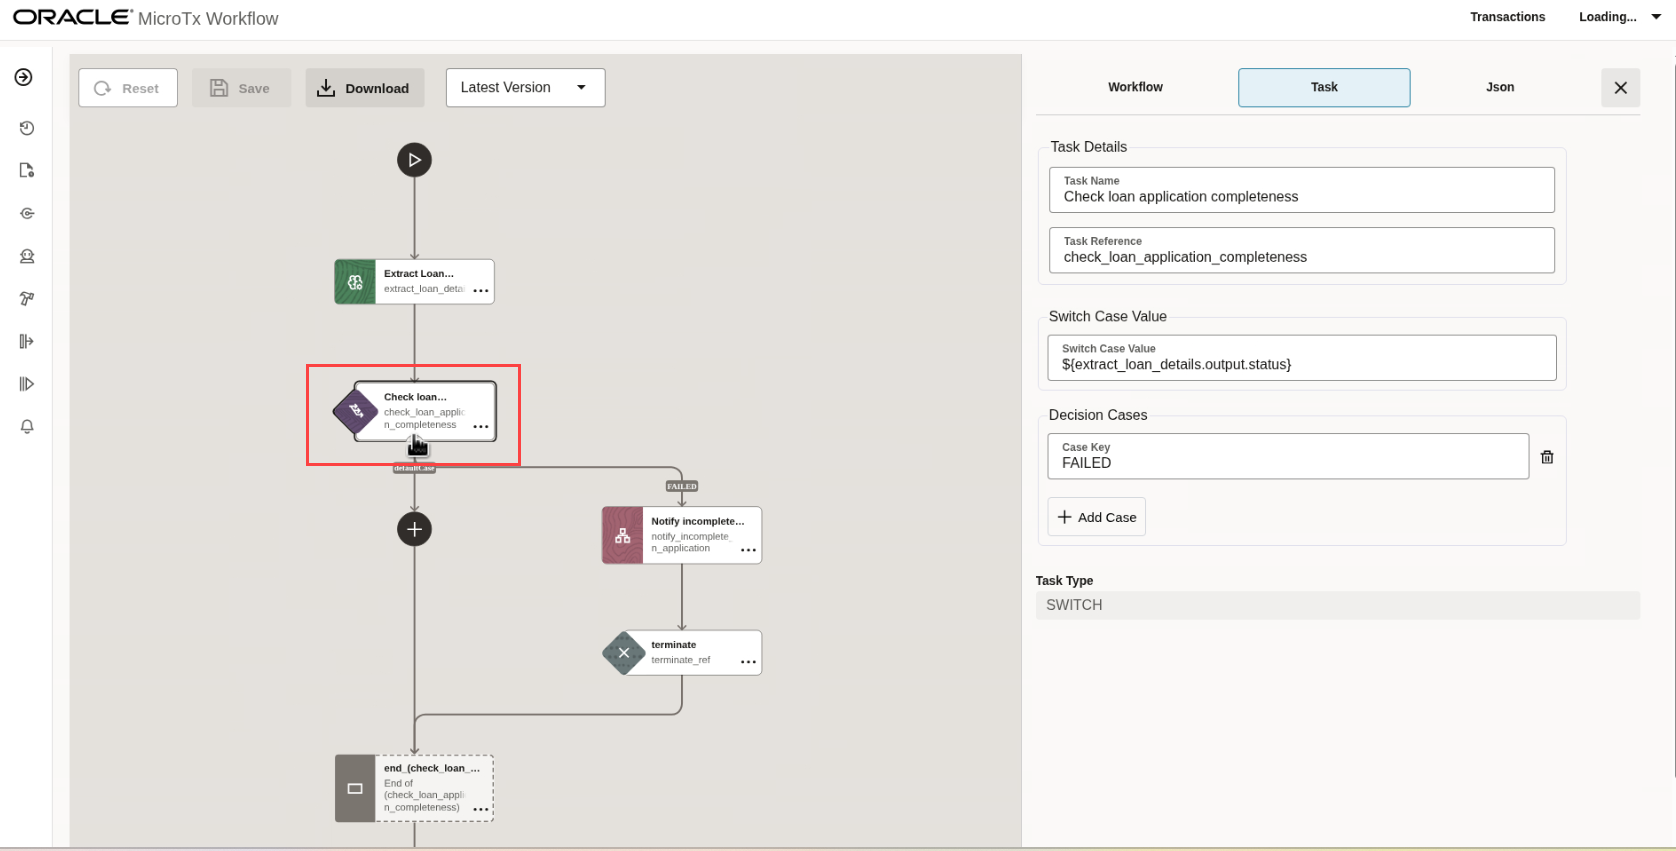 ORACLE MicroTx Workflow
Transactions
Loading...
Reset
Save
Download
Latest Version
Workflow
Task
Json
Extract Loan...
extract_loan_detai
Check loan...
check_loan_applic
n_completeness
defaultCase
FAILED
Notify incomplete...
notify_incomplete_
n_application
terminate
terminate_ref
end_(check_loan_...
End of
(check_loan_appli
n_completeness)
Task Details
Task Name
Check loan application completeness
Task Reference
check_loan_application_completeness
Switch Case Value
Switch Case Value
${extract_loan_details.output.status}
Decision Cases
Case Key
FAILED
Add Case
Task Type
SWITCH